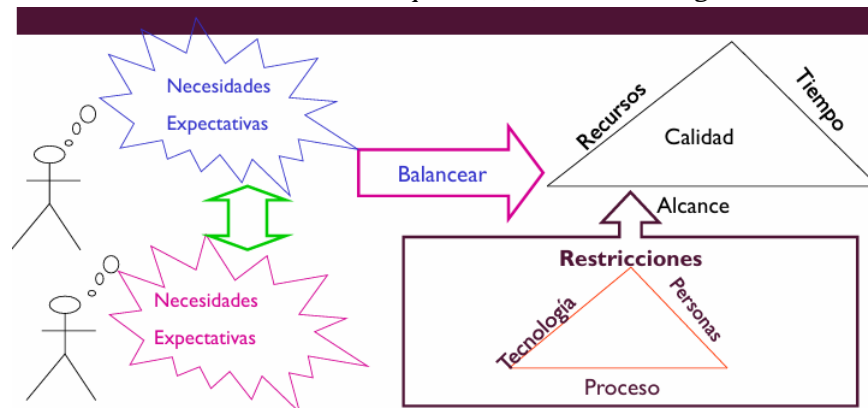 Necesidades
Expectativas
Necesidades
Expectativas
Balancear
Recursos
Tiempo
Calidad
Alcance
Restricciones
Tecnología
Personas
Proceso